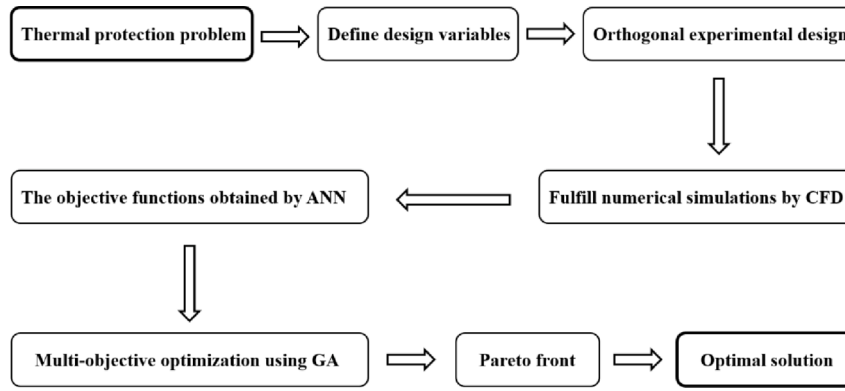 Thermal protection problem
Define design variables
Orthogonal experimental design
The objective functions obtained by ANN
Fulfill numerical simulations by CFD
Multi-objective optimization using GA
Pareto front
Optimal solution